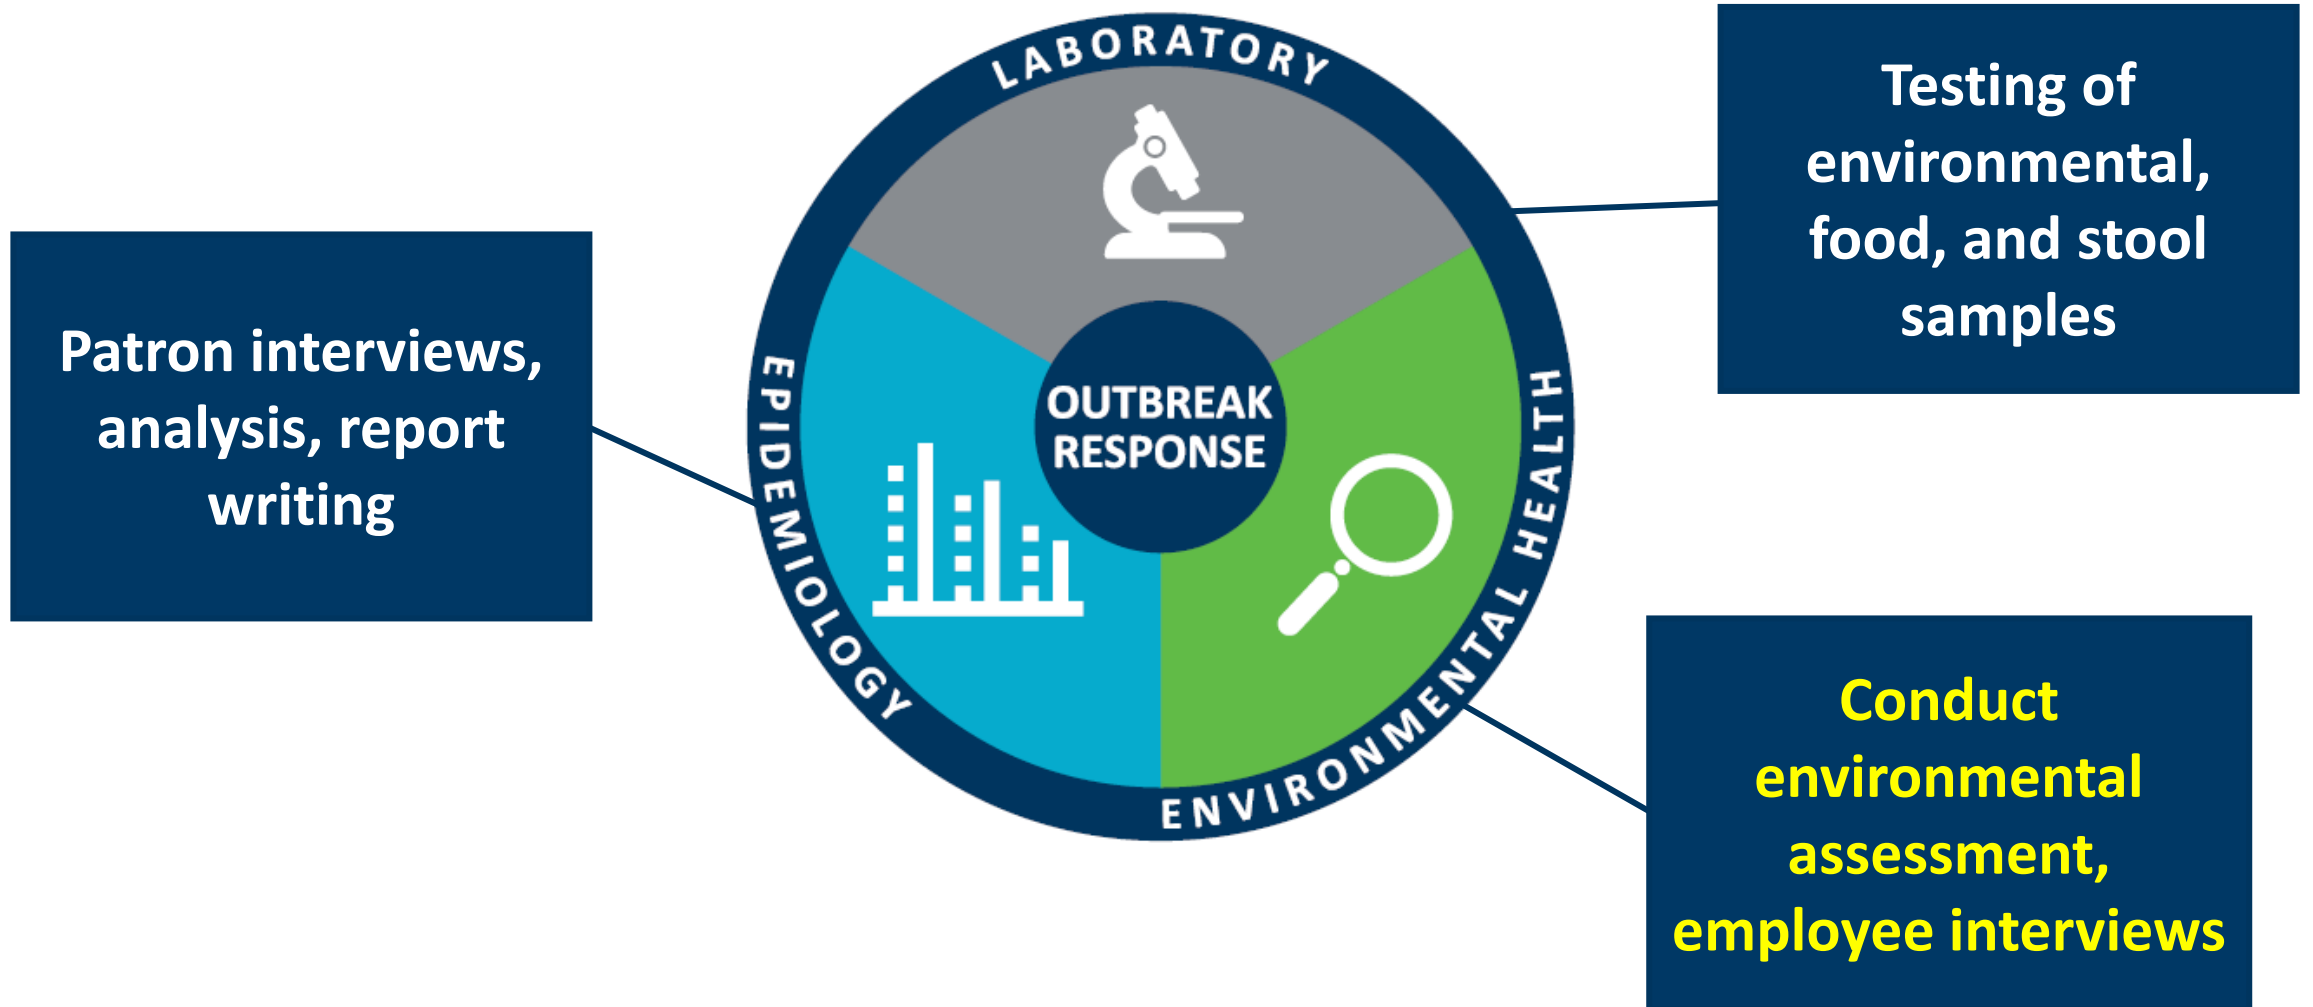 LABORATORY
Testing of
environmental,
food, and stool
samples
Patron interviews,
analysis, report
writing
EPIDEMIOLOGY
OUTBREAK
RESPONSE
ENVIRONMENTAL HEALTH
Conduct
environmental
assessment,
employee interviews